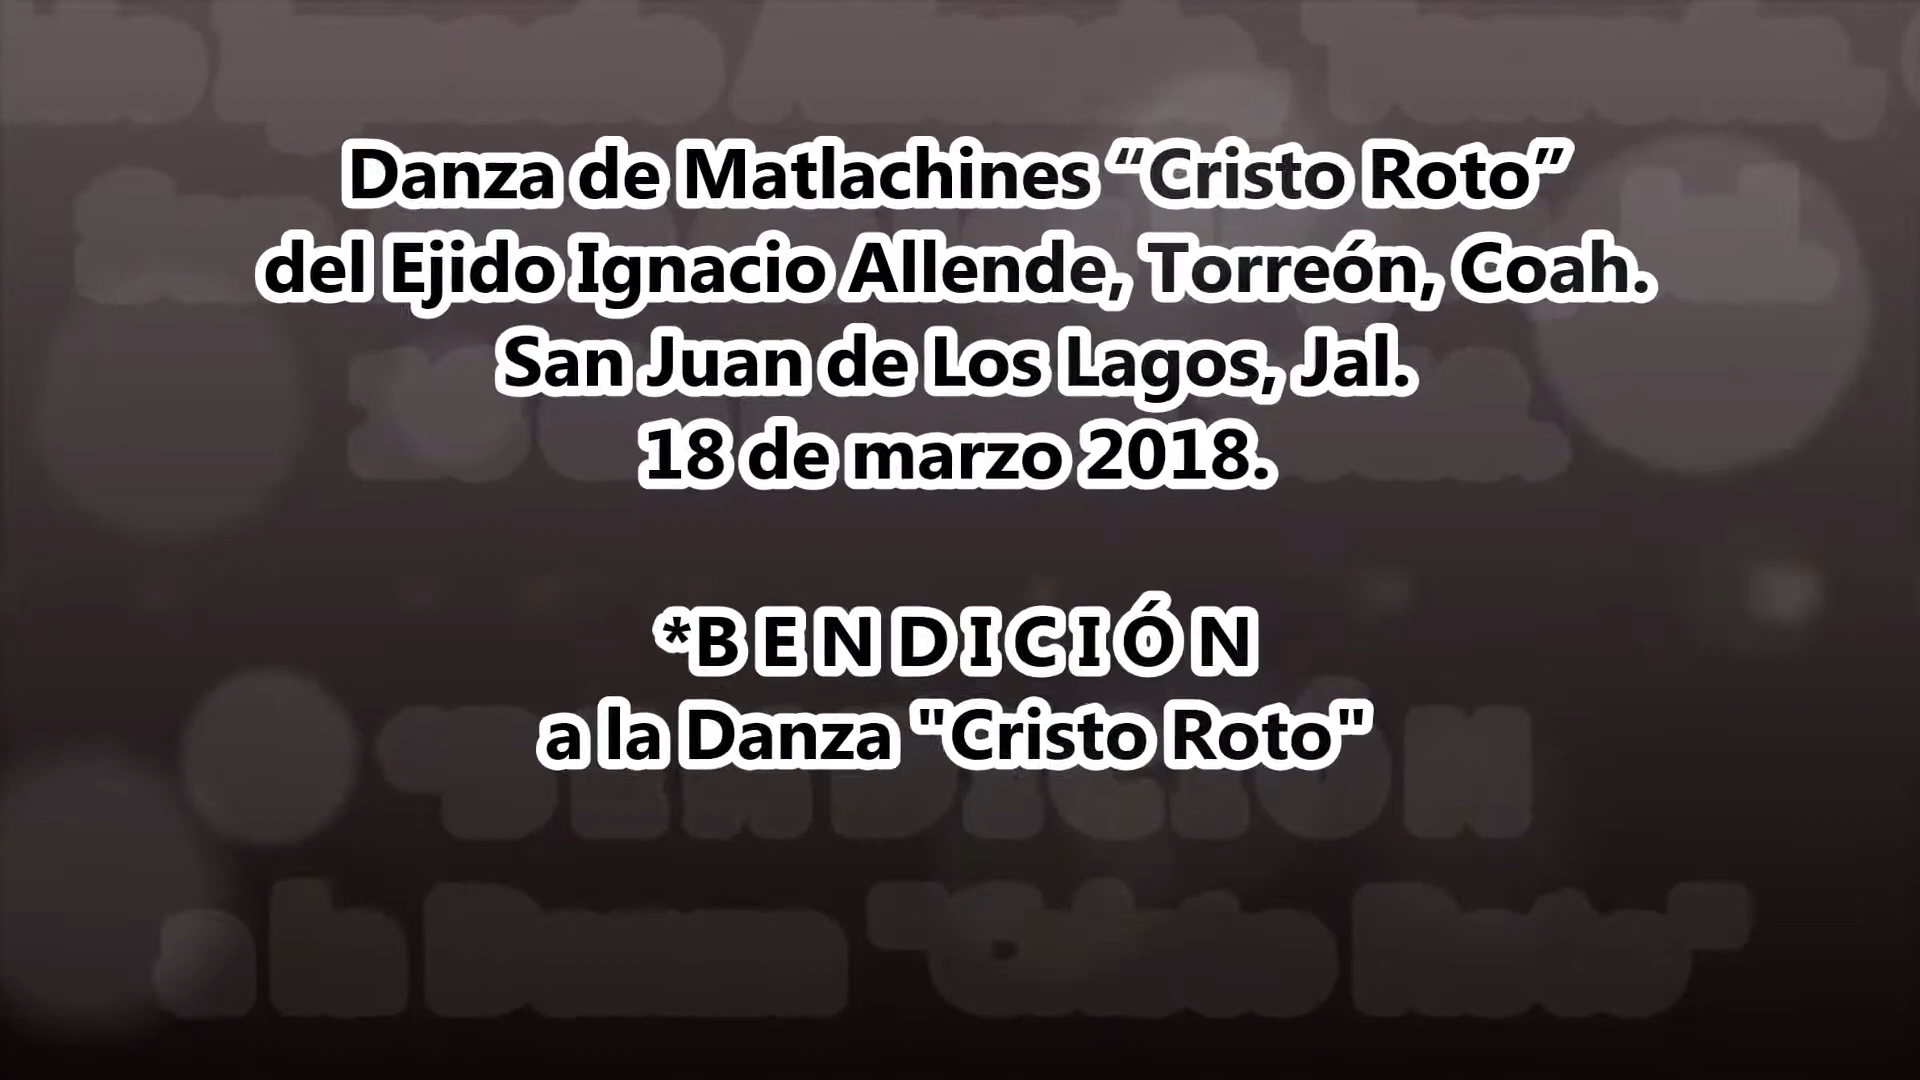 Danza de Matlachines “Cristo Roto”
del Ejido Ignacio Allende, Torreón, Coah.
San Juan de Los Lagos, Jal.
18 de marzo 2018.
*B E N D I C I Ó N
a la Danza "Cristo Roto"